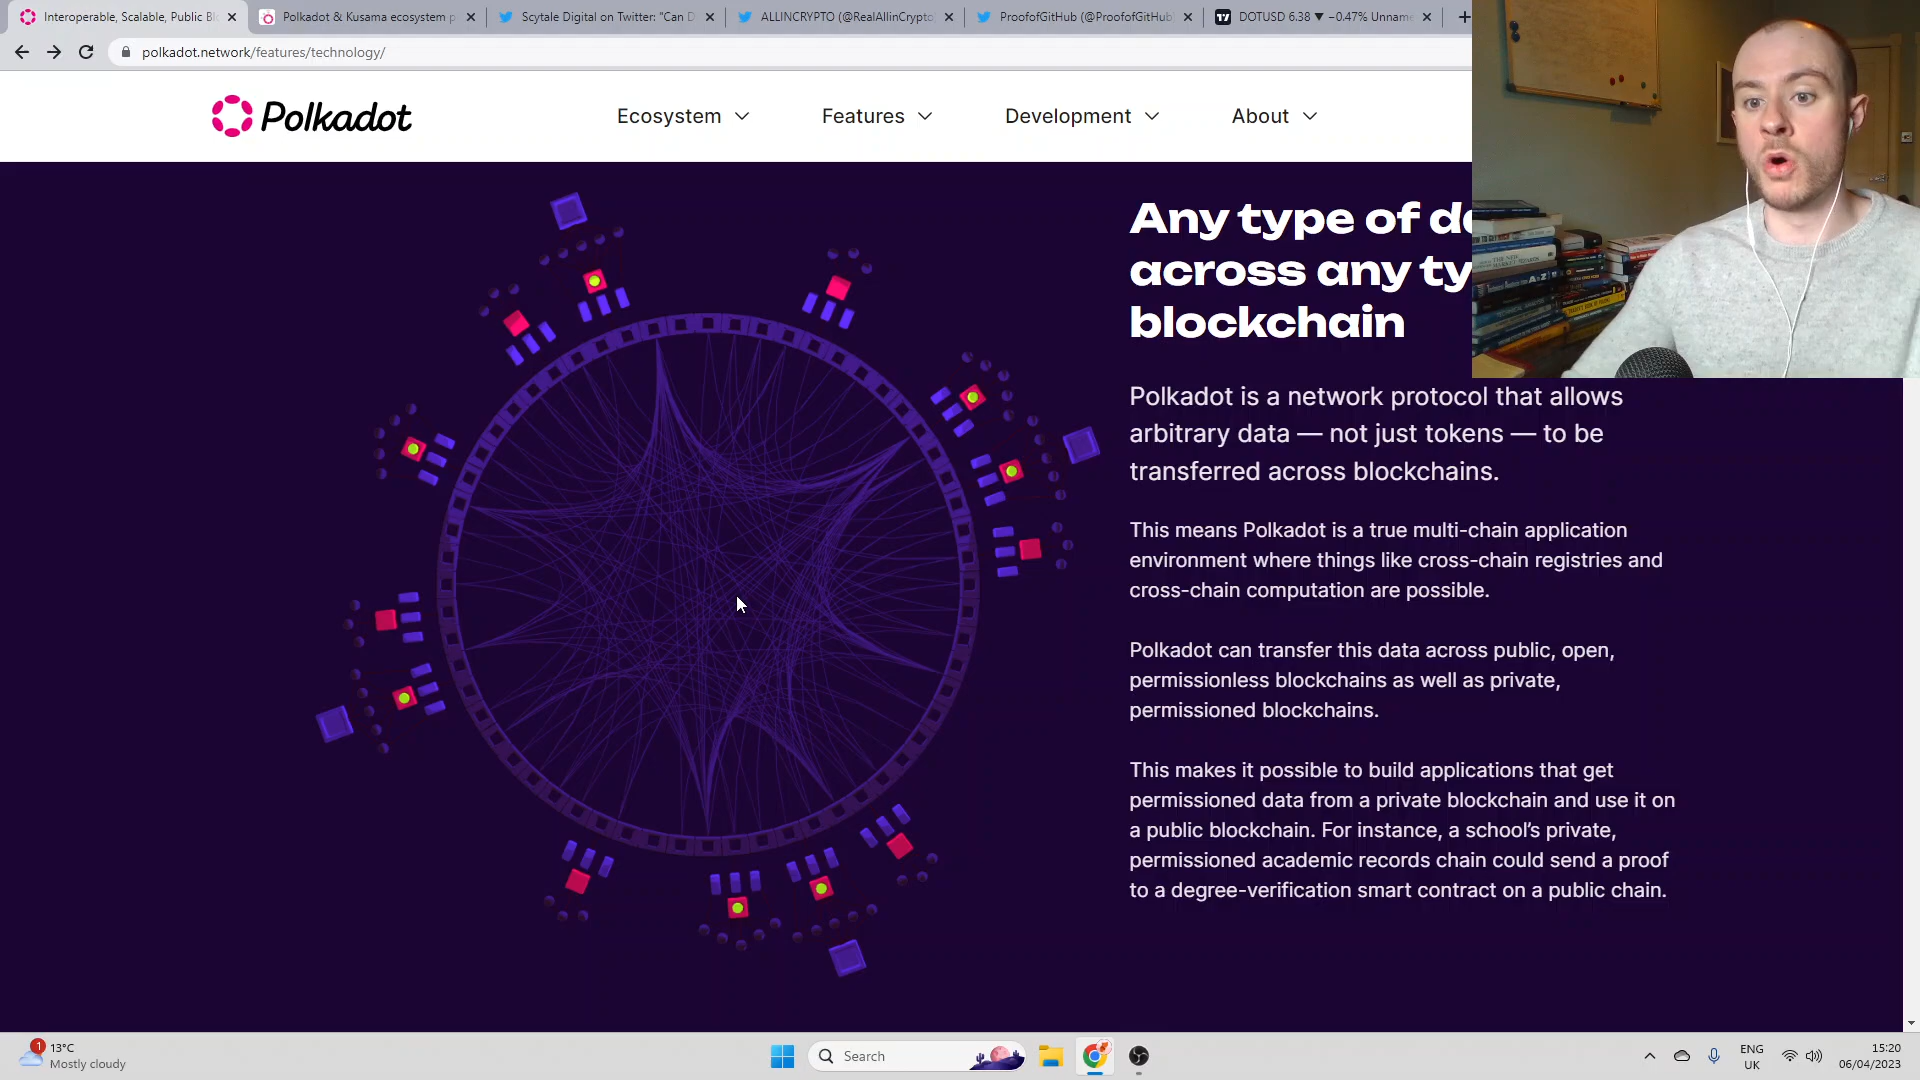 Interoperable, Scalable, Public Bl
Polkadot & Kusama ecosystem p
Scytale Digital on Twitter: "Can D
ALLINCRYPTO (@RealAllinCrypto
ProofofGitHub (@ProofofGitHub
DOTUSD 6.38 ▼ −0.47% Unname
polkadot.network/features/technology/
Polkadot
Ecosystem
Features
Development
About
Any type of d
across any ty
blockchain
Polkadot is a network protocol that allows
arbitrary data — not just tokens — to be
transferred across blockchains.
This means Polkadot is a true multi-chain application
environment where things like cross-chain registries and
cross-chain computation are possible.
Polkadot can transfer this data across public, open,
permissionless blockchains as well as private,
permissioned blockchains.
This makes it possible to build applications that get
permissioned data from a private blockchain and use it on
a public blockchain. For instance, a school's private,
permissioned academic records chain could send a proof
to a degree-verification smart contract on a public chain.
1
13°C
Mostly cloudy
Search
ENG
UK
15:20
06/04/2023